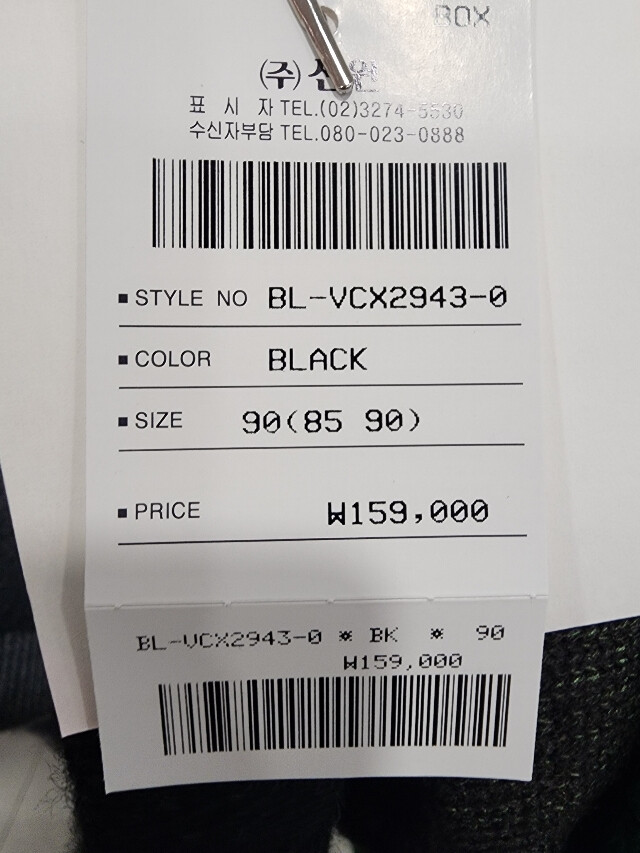 BOX
(주)신원
표 시 자 TEL.(02)3274-5530
수신자부담 TEL.080-023-0888
■ STYLE NO BL-VCX2943-0
■ COLOR BLACK
■ SIZE 90(85 90)
■ PRICE ₩159,000
BL-VCX2943-0 * BK * 90
₩159,000